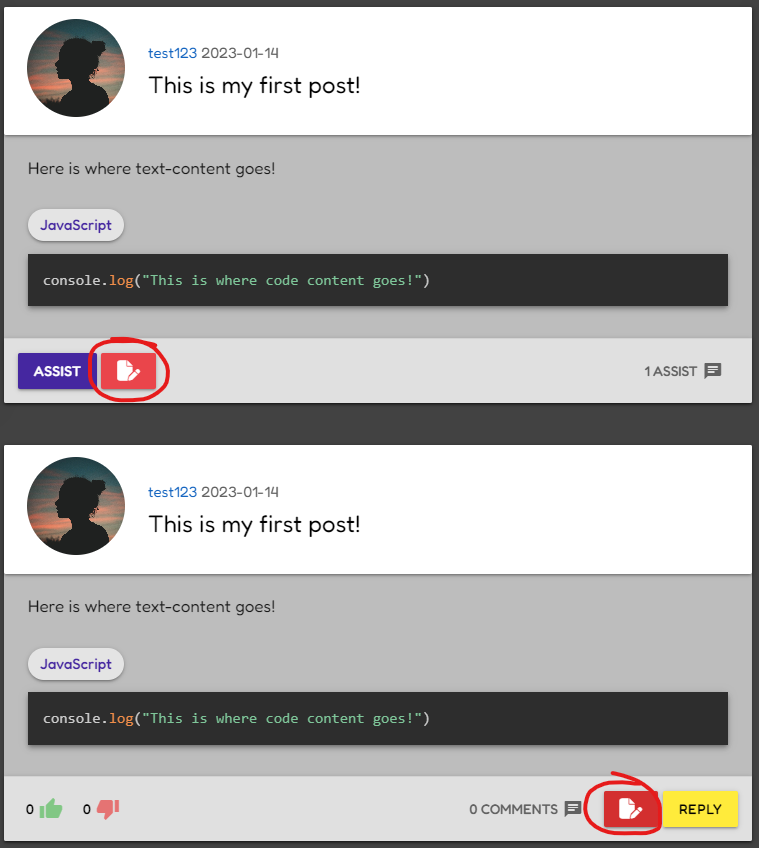 test123 2023-01-14
This is my first post!
Here is where text-content goes!
JavaScript
console.log("This is where code content goes!")
ASSIST
1 ASSIST
test123 2023-01-14
This is my first post!
Here is where text-content goes!
JavaScript
console.log("This is where code content goes!")
0 0 0 COMMENTS REPLY